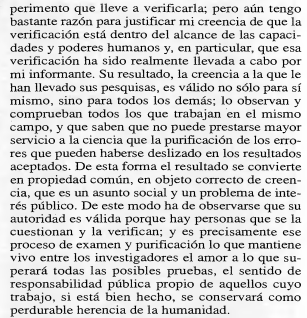 perimento que lleve a verificarla; pero aún tengo
bastante razón para justificar mi creencia de que la
verificación está dentro del alcance de las capaci-
dades y poderes humanos y, en particular, que esa
verificación ha sido realmente llevada a cabo por
mi informante. Su resultado, la creencia a la que le
han llevado sus pesquisas, es válido no sólo para sí
mismo, sino para todos los demás; lo observan y
comprueban todos los que trabajan en el mismo
campo, y que saben que no puede prestarse mayor
servicio a la ciencia que la purificación de los erro-
res que pueden haberse deslizado en los resultados
aceptados. De esta forma el resultado se convierte
en propiedad común, en objeto correcto de creen-
cia, que es un asunto social y un problema de inte-
rés público. De este modo ha de observarse que su
autoridad es válida porque hay personas que se la
cuestionan y la verifican; y es precisamente ese
proceso de examen y purificación lo que mantiene
vivo entre los investigadores el amor a lo que su-
perará todas las posibles pruebas, el sentido de
responsabilidad pública propio de aquellos cuyo
trabajo, si está bien hecho, se conservará como
perdurable herencia de la humanidad.